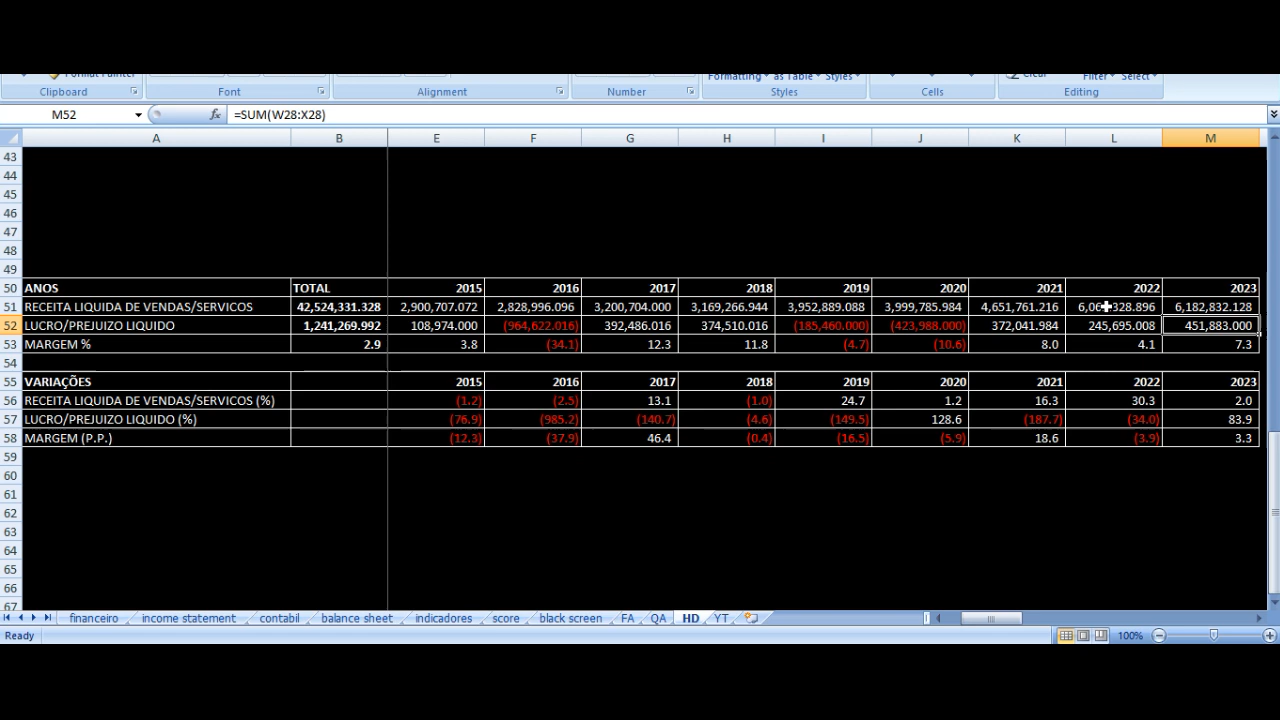 Format Painter Formatting as Table Styles Clear Filter Select
Clipboard Font Alignment Number Styles Cells Editing
M52 fx =SUM(W28:X28)
A B E F G H I J K L M
43
44
45
46
47
48
49
50 ANOS TOTAL 2015 2016 2017 2018 2019 2020 2021 2022 2023
51 RECEITA LIQUIDA DE VENDAS/SERVICOS 42,524,331.328 2,900,707.072 2,828,996.096 3,200,704.000 3,169,266.944 3,952,889.088 3,999,785.984 4,651,761.216 328.896 6,182,832.128
52 LUCRO/PREJUIZO LIQUIDO 1,241,269.992 108,974.000 (964,622.016) 392,486.016 374,510.016 (185,460.000) (423,988.000) 372,041.984 245,695.008 451,883.000
53 MARGEM % 2.9 3.8 (34.1) 12.3 11.8 (4.7) (10.6) 8.0 4.1 7.3
54
55 VARIAÇÕES 2015 2016 2017 2018 2019 2020 2021 2022 2023
56 RECEITA LIQUIDA DE VENDAS/SERVICOS (%) (1.2) (2.5) 13.1 (1.0) 24.7 1.2 16.3 30.3 2.0
57 LUCRO/PREJUIZO LIQUIDO (%) (76.9) (985.2) (140.7) (4.6) (149.5) 128.6 (187.7) (34.0) 83.9
58 MARGEM (P.P.) (12.3) (37.9) 46.4 (0.4) (16.5) (5.9) 18.6 (3.9) 3.3
59
60
61
62
63
64
65
66
67
financeiro income statement contabil balance sheet indicadores score black screen FA QA HD YT
Ready 100%